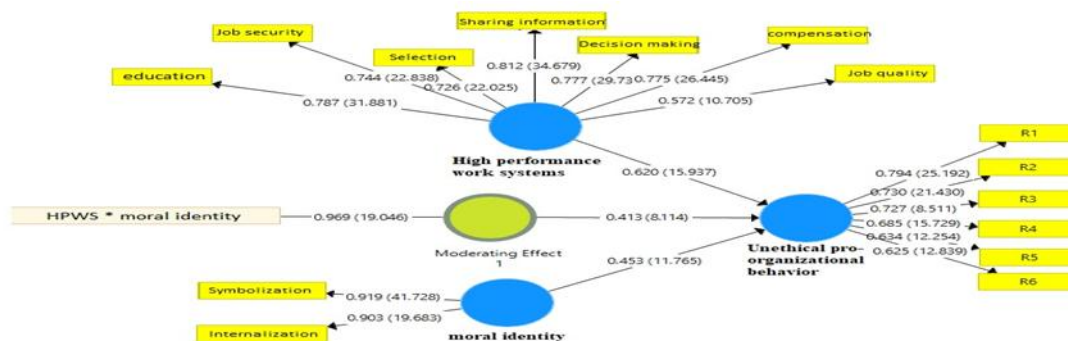 Sharing information
Job security
Decision making
compensation
Selection
education
Job quality
0.812 (34.679)
0.744 (22.838)
0.777 (29.73
0.775 (26.445)
0.726 (22.025)
0.787 (31.881)
0.572 (10.705)
High performance
work systems
R1
R2
R3
R4
R5
R6
0.794 (25.192)
0.730 (21.430)
0.727 (8.511)
0.685 (15.729)
0.634 (12.254)
0.625 (12.839)
0.620 (15.937)
HPWS * moral identity
0.969 (19.046)
0.413 (8.114)
Moderating Effect
1
Unethical pro-
organizational
behavior
0.453 (11.765)
Symbolization
0.919 (41.728)
0.903 (19.683)
Internalization
moral identity